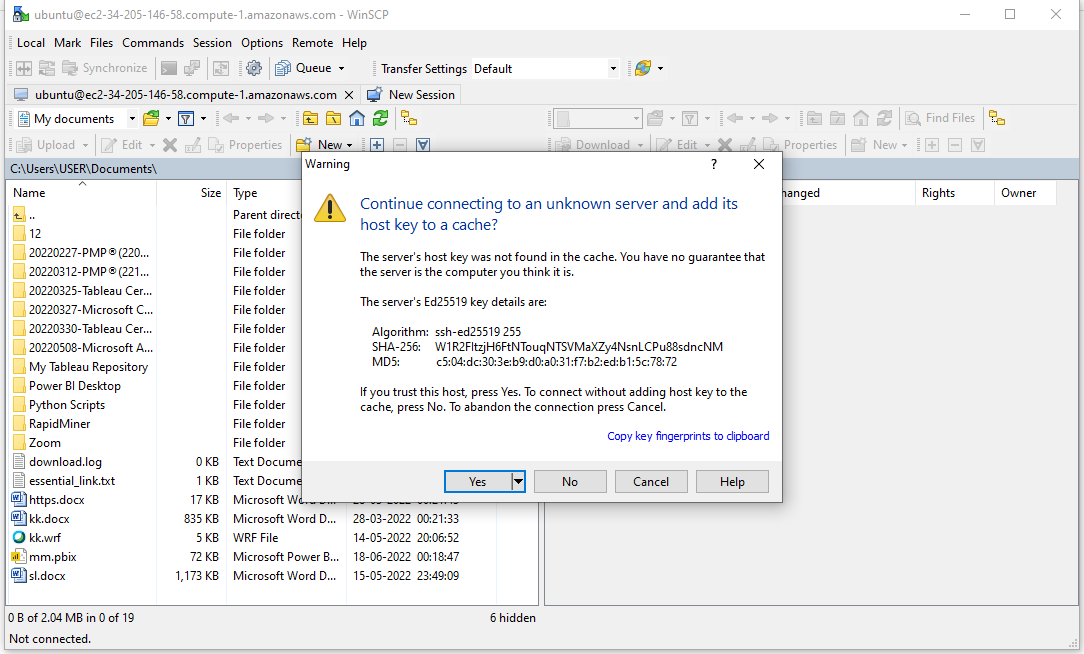 ubuntu@ec2-34-205-146-58.compute-1.amazonaws.com - WinSCP
Local Mark Files Commands Session Options Remote Help
Synchronize Queue Transfer Settings Default
ubuntu@ec2-34-205-146-58.compute-1.amazonaws.com New Session
My documents Find Files
Upload Edit Properties New Download Edit Properties New
C:\Users\USER\Documents\
Name Size Type hanged Rights Owner
.. Parent directo
12 File folder
20220227-PMP®(220... File folder
20220312-PMP®(221... File folder
20220325-Tableau Cer... File folder
20220327-Microsoft C... File folder
20220330-Tableau Cer... File folder
20220508-Microsoft A... File folder
My Tableau Repository File folder
Power BI Desktop File folder
Python Scripts File folder
RapidMiner File folder
Zoom File folder
download.log 0 KB Text Docume
essential_link.txt 1 KB Text Docume
https.docx 17 KB Microsoft Word
kk.docx 835 KB Microsoft Word D... 28-03-2022 00:21:33
kk.wrf 5 KB WRF File 14-05-2022 20:06:52
mm.pbix 72 KB Microsoft Power B... 18-06-2022 00:18:47
sl.docx 1,173 KB Microsoft Word D... 15-05-2022 23:49:09
0 B of 2.04 MB in 0 of 19 6 hidden
Not connected.
Warning ?
Continue connecting to an unknown server and add its
host key to a cache?
The server's host key was not found in the cache. You have no guarantee that
the server is the computer you think it is.
The server's Ed25519 key details are:
Algorithm: ssh-ed25519 255
SHA-256: W1R2FltzjH6FtNTouqNTSVMaXZy4NsnLCPu88sdncNM
MD5: c5:04:dc:30:3e:b9:d0:a0:31:f7:b2:ed:b1:5c:78:72
If you trust this host, press Yes. To connect without adding host key to the
cache, press No. To abandon the connection press Cancel.
Copy key fingerprints to clipboard
Yes No Cancel Help